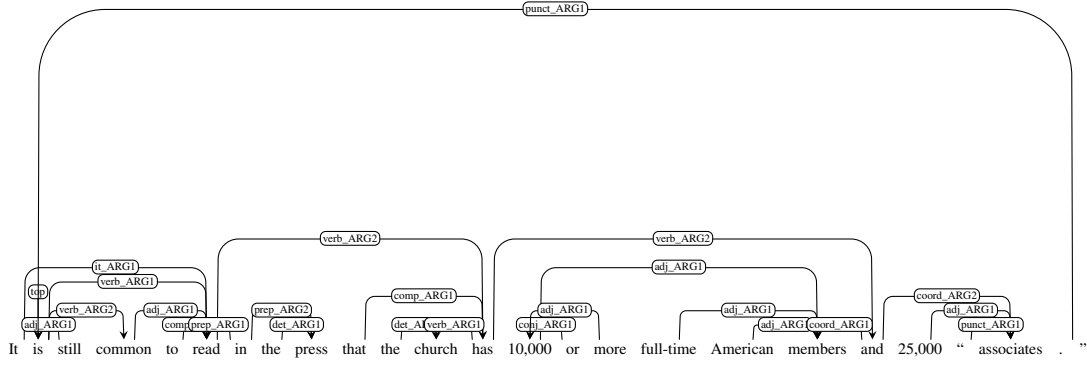 punct_ARG1
verb_ARG2 verb_ARG2
it_ARG1 adj_ARG1
verb_ARG1
top
comp_ARG1 coord_ARG2
verb_ARG2 adj_ARG1 prep_ARG2 adj_ARG1 adj_ARG1 adj_ARG1
adj_ARG1 comp prep_ARG1 det_ARG1 verb_ARG1 conj_ARG1 adj_ARG1 coord_ARG1 punct_ARG1
It is still common to read in the press that the church has 10,000 or more full-time American members and 25,000 “ associates . ”